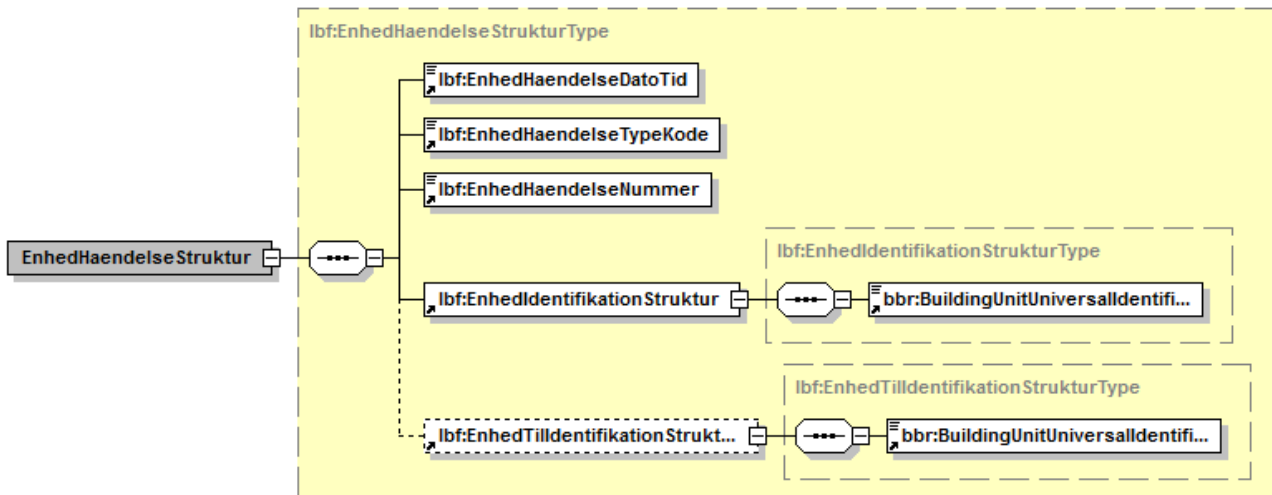 lbf:EnhedHaendelseStrukturType
lbf:EnhedHaendelseDatoTid
lbf:EnhedHaendelseTypeKode
lbf:EnhedHaendelseNummer
EnhedHaendelseStruktur
lbf:EnhedIdentifikationStrukturType
lbf:EnhedIdentifikationStruktur
bbr:BuildingUnitUniversalIdentifi...
lbf:EnhedTilIdentifikationStrukturType
lbf:EnhedTilIdentifikationStrukt...
bbr:BuildingUnitUniversalIdentifi...